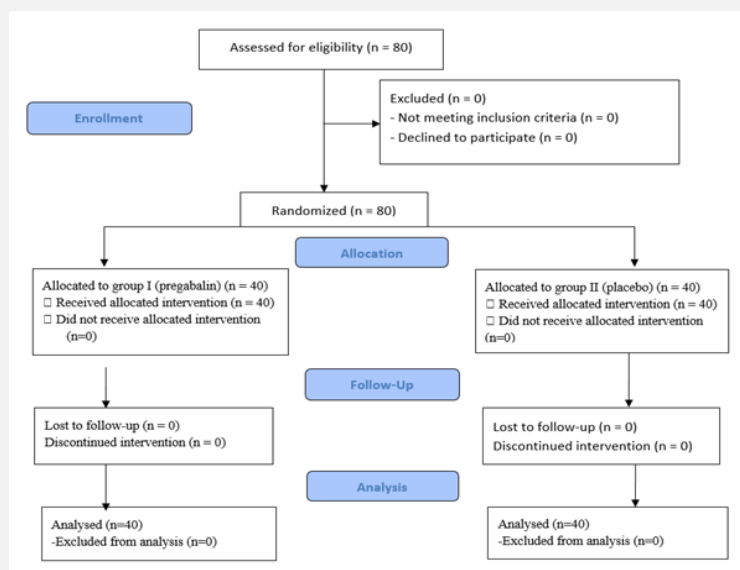 Assessed for eligibility (n = 80)
Excluded (n = 0)
- Not meeting inclusion criteria (n = 0)
- Declined to participate (n = 0)
Enrollment
Randomized (n = 80)
Allocation
Allocated to group I (pregabalin) (n = 40)
☐ Received allocated intervention (n = 40)
☐ Did not receive allocated intervention
(n=0)
Allocated to group II (placebo) (n = 40)
☐ Received allocated intervention (n = 40)
☐ Did not receive allocated intervention
(n=0)
Follow-Up
Lost to follow-up (n = 0)
Discontinued intervention (n = 0)
Lost to follow-up (n = 0)
Discontinued intervention (n = 0)
Analysis
Analysed (n=40)
-Excluded from analysis (n=0)
Analysed (n=40)
-Excluded from analysis (n=0)